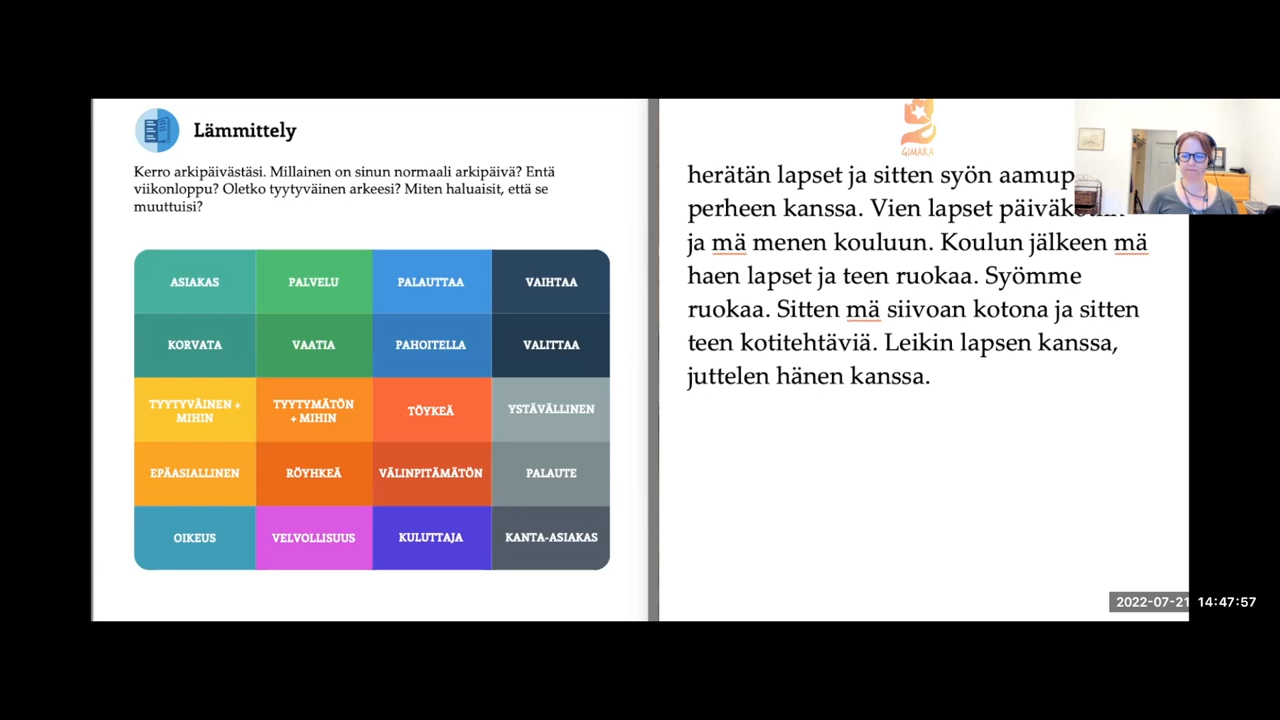 Lämmittely
Kerro arkipäivästäsi. Millainen on sinun normaali arkipäivä? Entä
viikonloppu? Oletko tyytyväinen arkeesi? Miten haluaisit, että se
muuttuisi?
ASIAKAS PALVELU PALAUTTAA VAIHTAA
KORVATA VAATIA PAHOITELLA VALITTAA
TYYTYVÄINEN + MIHIN TYYTYMÄTÖN + MIHIN TÖYKEÄ YSTÄVÄLLINEN
EPÄASIALLINEN RÖYHKEÄ VÄLINPITÄMÄTÖN PALAUTE
OIKEUS VELVOLLISUUS KULUTTAJA KANTA-ASIAKAS
GIMARA
herätän lapset ja sitten syön
perheen kanssa. Vien lapset
ja mä menen kouluun. Koulun jälkeen mä
haen lapset ja teen ruokaa. Syömme
ruokaa. Sitten mä siivoan kotona ja sitten
teen kotitehtäviä. Leikin lapsen kanssa,
juttelen hänen kanssa.
2022-07-21 14:47:57